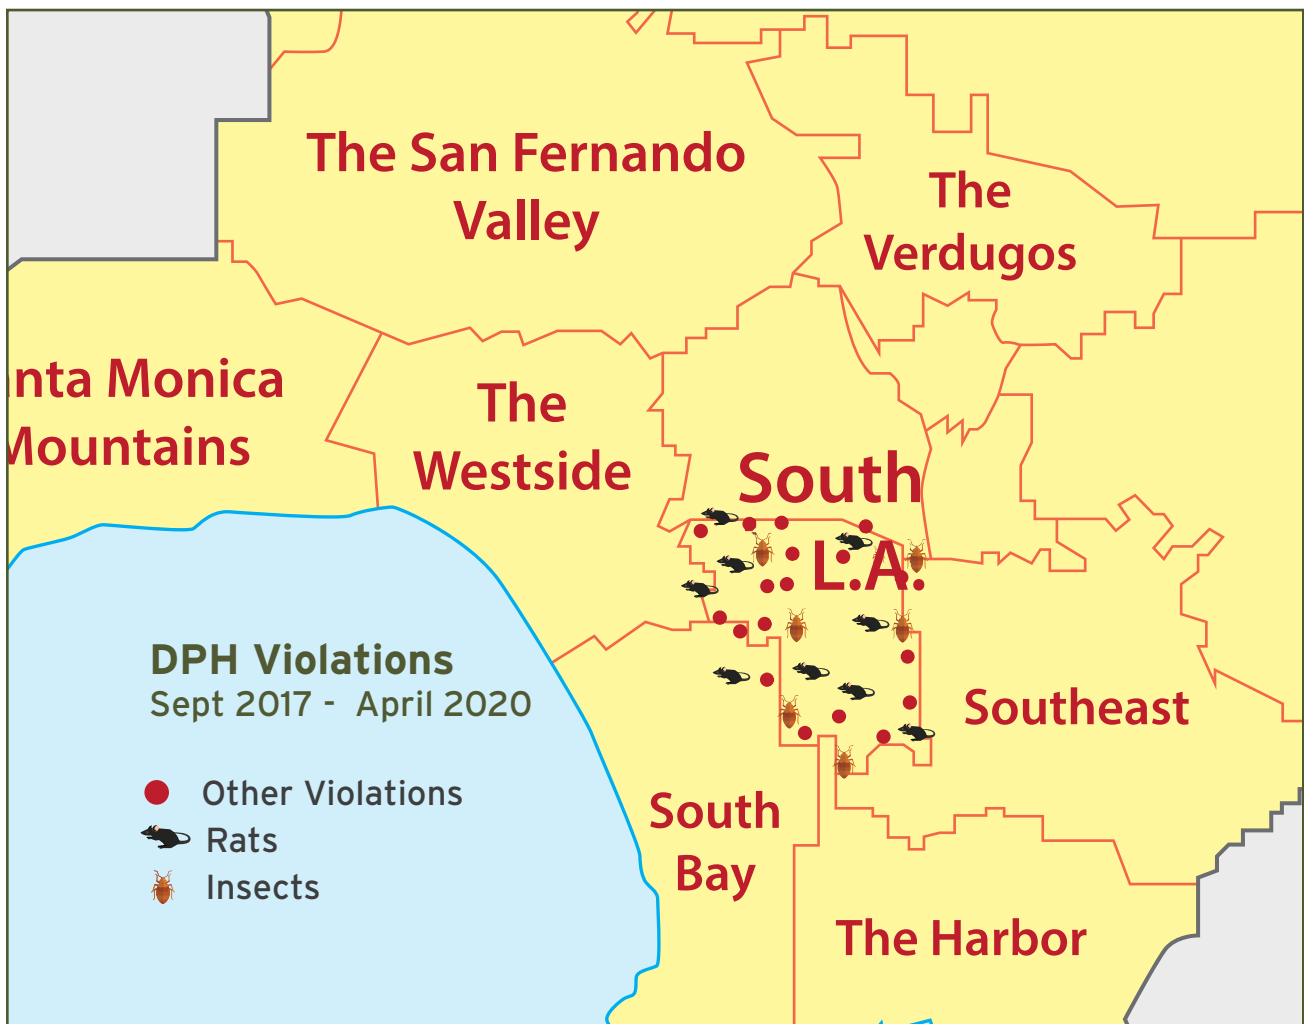 The San Fernando
Valley
The
Verdugos
nta Monica
Mountains
The
Westside
South
L.A.
DPH Violations
Sept 2017 - April 2020
Other Violations
Rats
Insects
Southeast
South
Bay
The Harbor